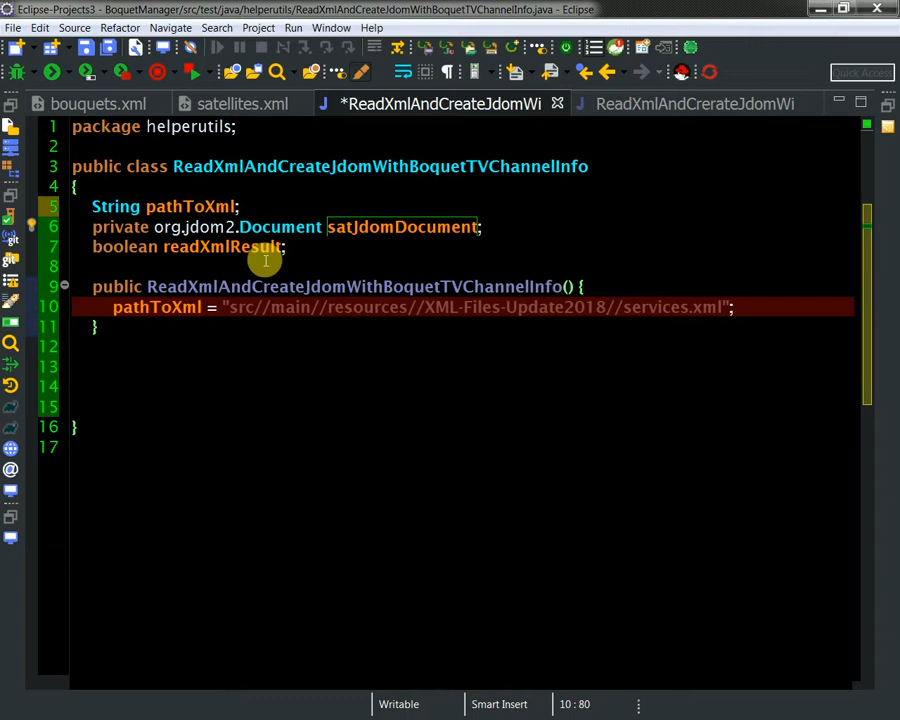 Eclipse-Projects3 - BoquetManager/src/test/java/helperutils/ReadXmlAndCreateJdomWithBoquetTVChannelInfo.java - Eclipse
File Edit Source Refactor Navigate Search Project Run Window Help
Quick Access
bouquets.xml satellites.xml *ReadXmlAndCreateJdomWi ReadXmlAndCrerateJdomWi
1 package helperutils;
2
3 public class ReadXmlAndCreateJdomWithBoquetTVChannelInfo
4 {
5 String pathToXml;
6 private org.jdom2.Document satJdomDocument;
7 boolean readXmlResult;
8
9 public ReadXmlAndCreateJdomWithBoquetTVChannelInfo() {
10 pathToXml = "src//main//resources//XML-Files-Update2018//services.xml";
11 }
12
13
14
15
16 }
17
Writable Smart Insert 10 : 80